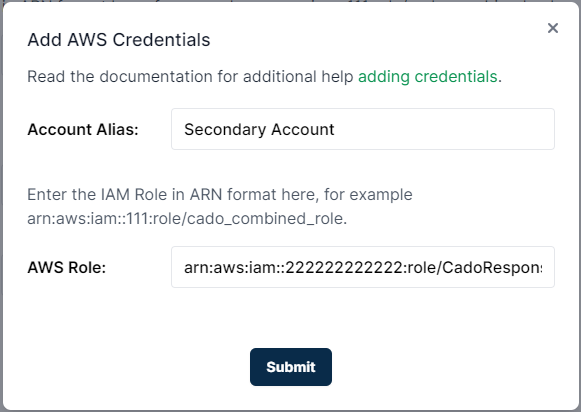 Add AWS Credentials
Read the documentation for additional help adding credentials.
Account Alias: Secondary Account
Enter the IAM Role in ARN format here, for example
arn:aws:iam::111:role/cado_combined_role.
AWS Role: arn:aws:iam::222222222222:role/CadoRespons
Submit